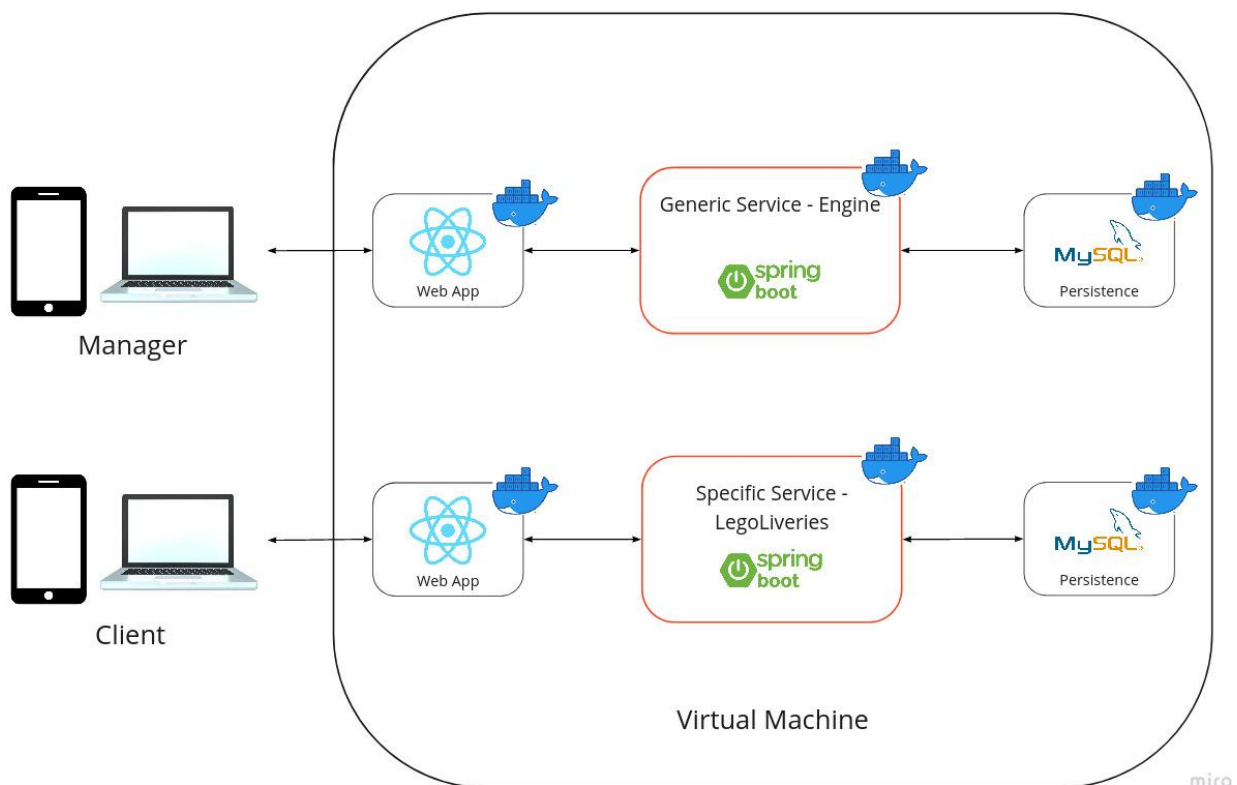 Generic Service - Engine
spring
boot
Web App
MySQL
Persistence
Manager
Specific Service -
LegoLiveries
spring
boot
Web App
MySQL
Persistence
Client
Virtual Machine
miro